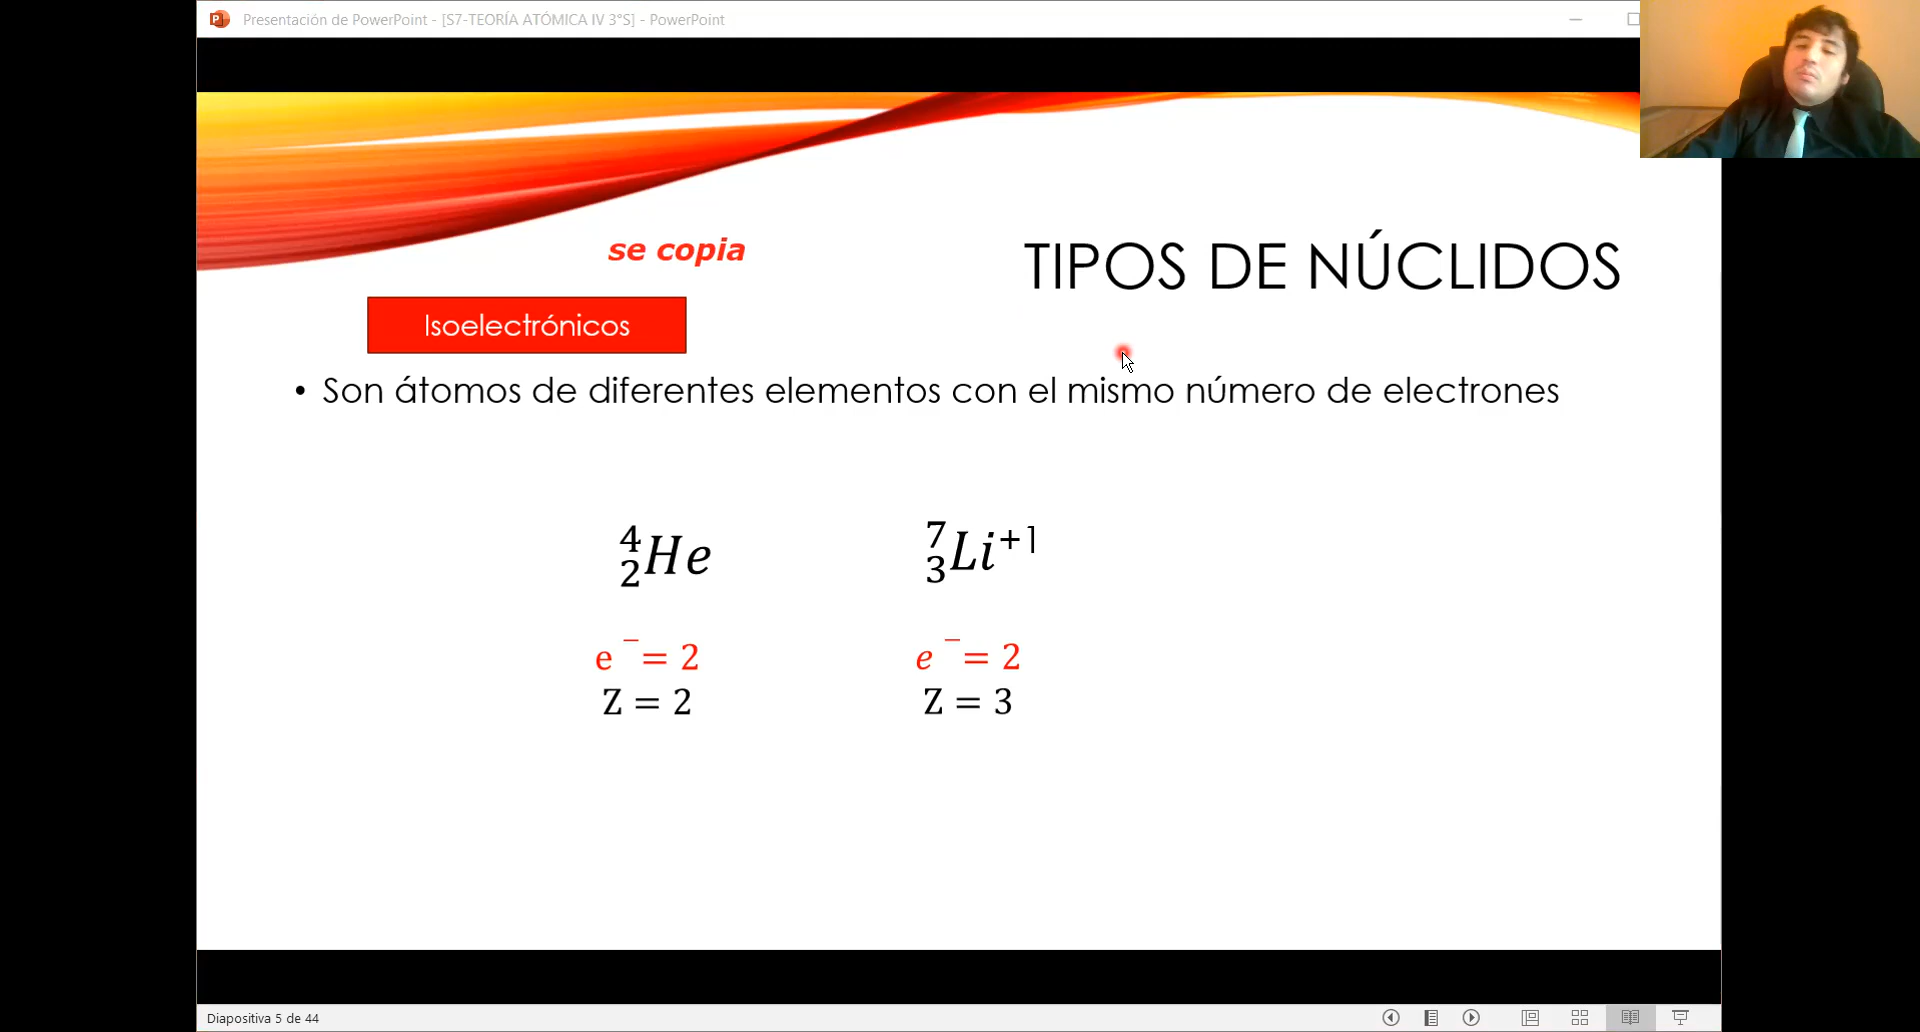 Presentación de PowerPoint - [S7-TEORÍA ATÓMICA IV 3°S] - PowerPoint
se copia
TIPOS DE NÚCLIDOS
Isoelectrónicos
• Son átomos de diferentes elementos con el mismo número de electrones
⁴₂He ⁷₃Li⁺¹
e⁻ = 2 e⁻ = 2
Z = 2 Z = 3
Diapositiva 5 de 44